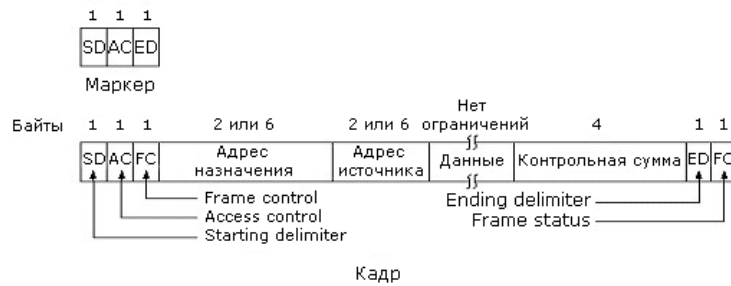 1 1 1
SD AC ED
Маркер
Байты 1 1 1 2 или 6 2 или 6 Нет ограничений 4 1 1
SD AC FC Адрес назначения Адрес источника Данные Контрольная сумма ED FC
Frame control
Access control
Starting delimiter
Ending delimiter
Frame status
Кадр